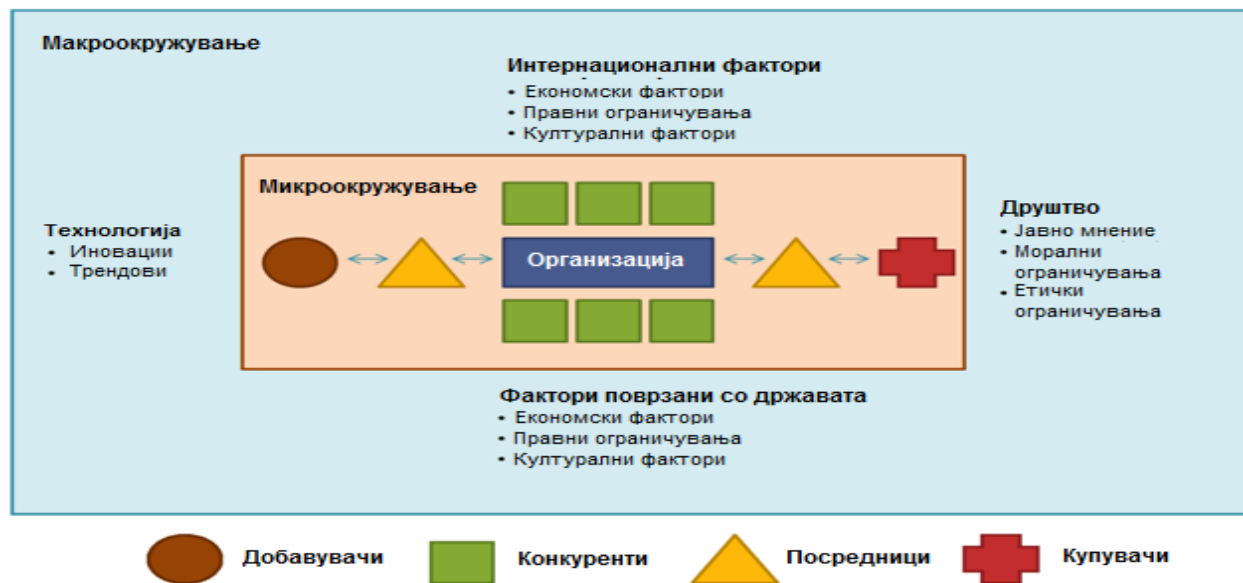 Макроокружување
Интернационални фактори
• Економски фактори
• Правни ограничувања
• Културални фактори
Микроокружување
Технологија
• Иновации
• Трендови
Организација
Друштво
• Јавно мнение
• Морални
ограничувања
• Етички
ограничувања
Фактори поврзани со државата
• Економски фактори
• Правни ограничувања
• Културални фактори
Добавувачи
Конкуренти
Посредници
Купувачи